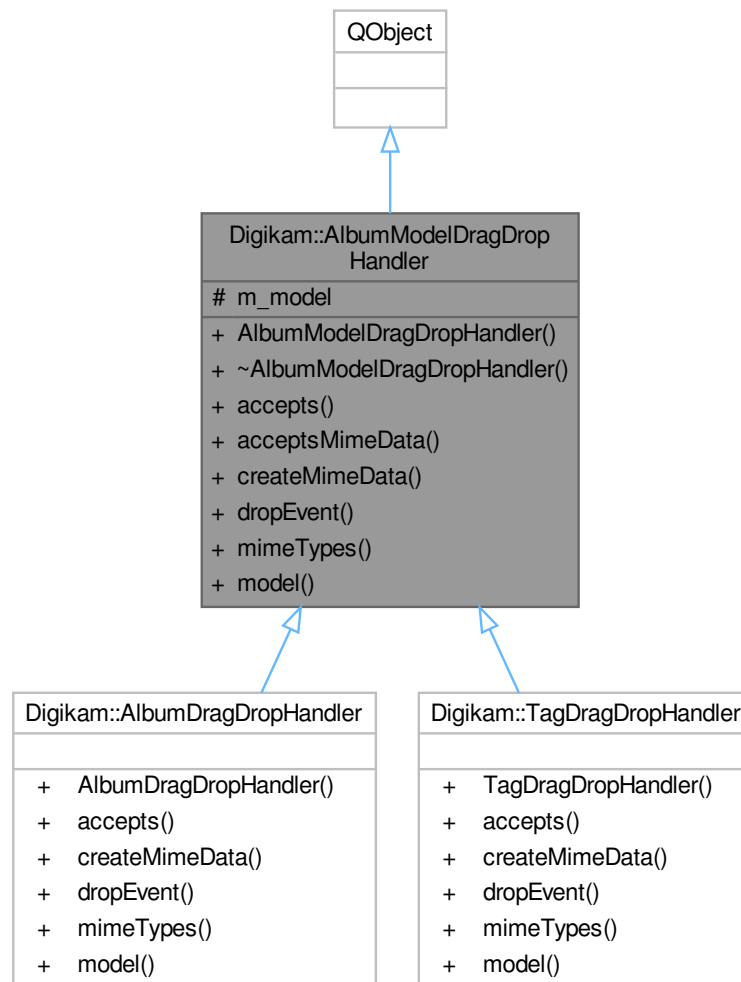 QObject
Digikam::AlbumModelDragDrop
Handler
# m_model
+ AlbumModelDragDropHandler()
+ ~AlbumModelDragDropHandler()
+ accepts()
+ acceptsMimeData()
+ createMimeData()
+ dropEvent()
+ mimeTypes()
+ model()
Digikam::AlbumDragDropHandler
+ AlbumDragDropHandler()
+ accepts()
+ createMimeData()
+ dropEvent()
+ mimeTypes()
+ model()
Digikam::TagDragDropHandler
+ TagDragDropHandler()
+ accepts()
+ createMimeData()
+ dropEvent()
+ mimeTypes()
+ model()